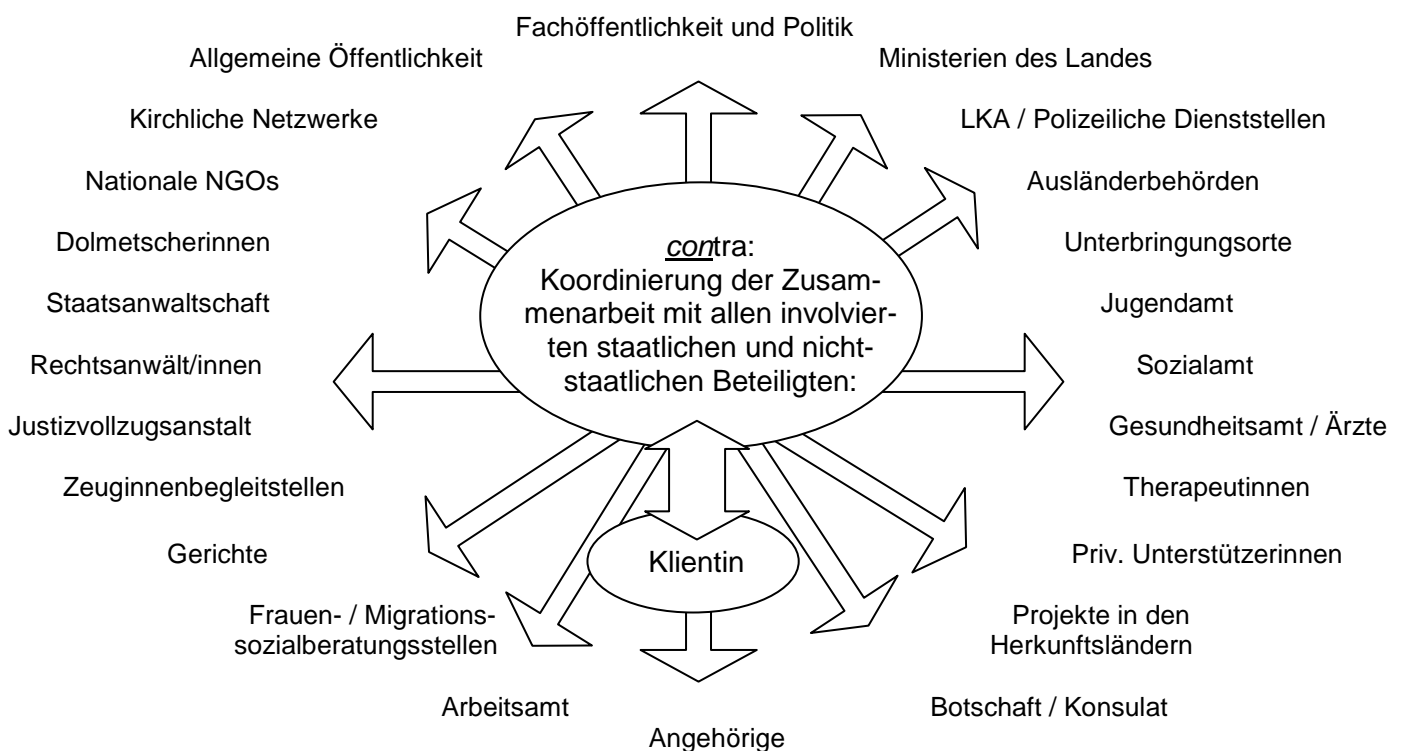 Fachöffentlichkeit und Politik
Allgemeine Öffentlichkeit
Ministerien des Landes
Kirchliche Netzwerke
LKA / Polizeiliche Dienststellen
Nationale NGOs
Ausländerbehörden
Dolmetscherinnen
Unterbringungsorte
contra:
Koordinierung der Zusam-
menarbeit mit allen involvier-
ten staatlichen und nicht-
staatlichen Beteiligten:
Staatsanwaltschaft
Jugendamt
Rechtsanwält/innen
Sozialamt
Justizvollzugsanstalt
Gesundheitsamt / Ärzte
Zeuginnenbegleitstellen
Therapeutinnen
Gerichte
Klientin
Priv. Unterstützerinnen
Frauen- / Migrations-
sozialberatungsstellen
Projekte in den
Herkunftsländern
Arbeitsamt
Botschaft / Konsulat
Angehörige